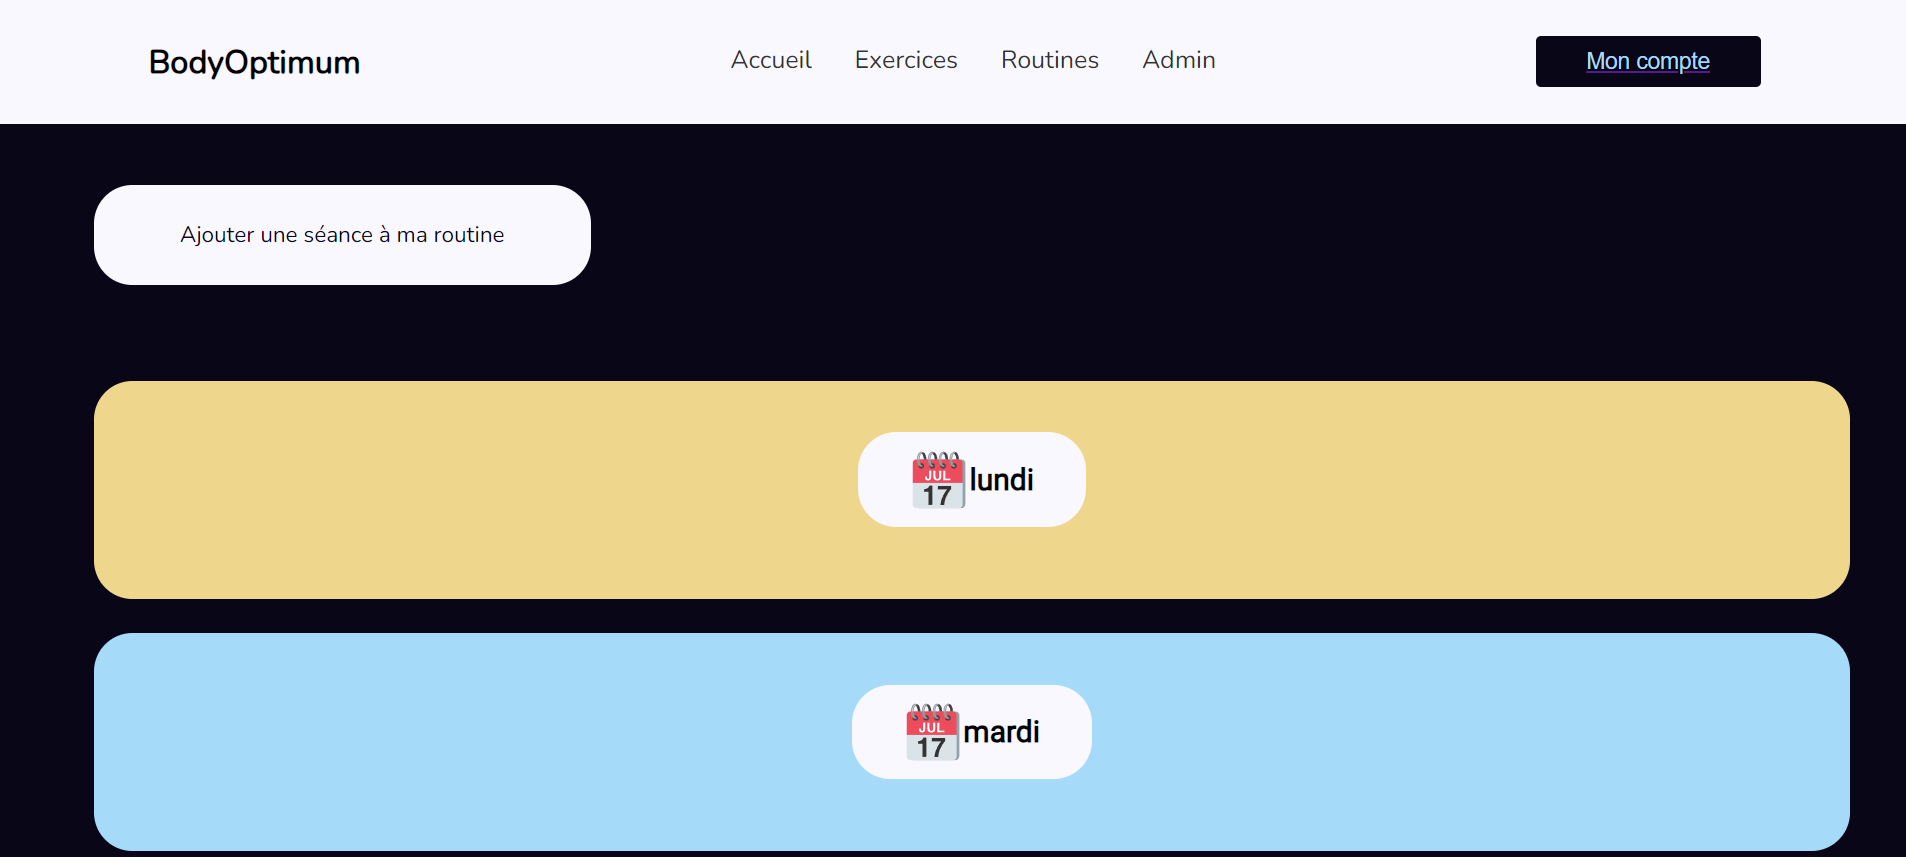 BodyOptimum
Accueil Exercices Routines Admin
Mon compte
Ajouter une séance à ma routine
JUL
17
lundi
JUL
17
mardi